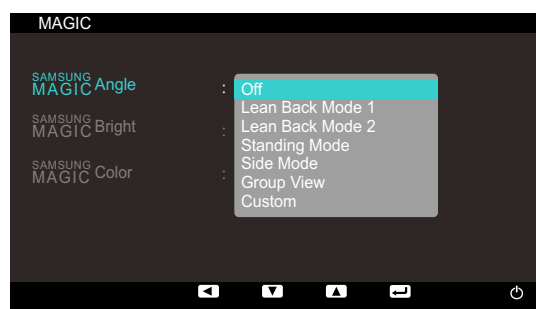 MAGIC
SAMSUNG
MAGIC Angle :
Off
Lean Back Mode 1
Lean Back Mode 2
Standing Mode
Side Mode
Group View
Custom
SAMSUNG
MAGIC Bright :
SAMSUNG
MAGIC Color :